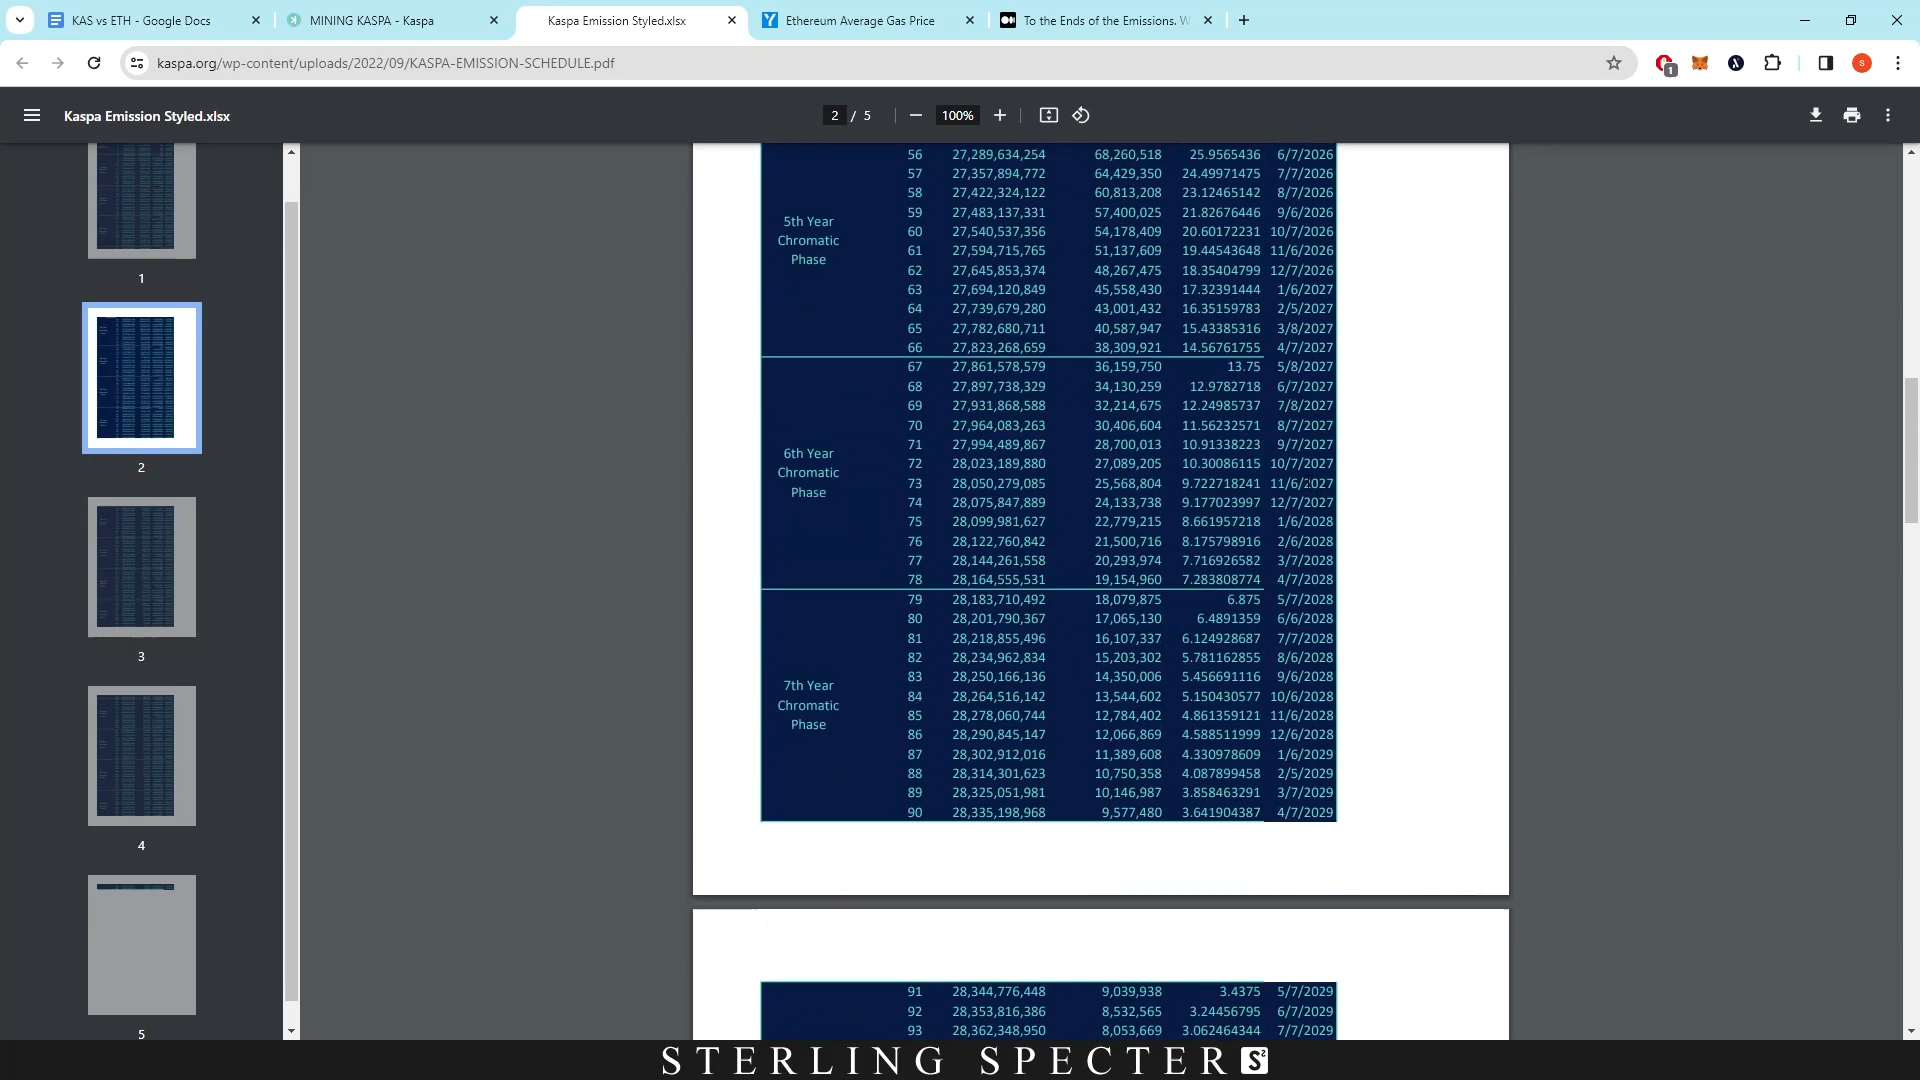 KAS vs ETH - Google Docs
MINING KASPA - Kaspa
Kaspa Emission Styled.xlsx
Ethereum Average Gas Price
To the Ends of the Emissions. W
kaspa.org/wp-content/uploads/2022/09/KASPA-EMISSION-SCHEDULE.pdf
1
S
Kaspa Emission Styled.xlsx
2 / 5
100%
1
2
3
4
5
56 27,289,634,254 68,260,518 25.9565436 6/7/2026
57 27,357,894,772 64,429,350 24.49971475 7/7/2026
58 27,422,324,122 60,813,208 23.12465142 8/7/2026
59 27,483,137,331 57,400,025 21.82676446 9/6/2026
5th Year
Chromatic
Phase
60 27,540,537,356 54,178,409 20.60172231 10/7/2026
61 27,594,715,765 51,137,609 19.44543648 11/6/2026
62 27,645,853,374 48,267,475 18.35404799 12/7/2026
63 27,694,120,849 45,558,430 17.32391444 1/6/2027
64 27,739,679,280 43,001,432 16.35159783 2/5/2027
65 27,782,680,711 40,587,947 15.43385316 3/8/2027
66 27,823,268,659 38,309,921 14.56761755 4/7/2027
67 27,861,578,579 36,159,750 13.75 5/8/2027
68 27,897,738,329 34,130,259 12.9782718 6/7/2027
69 27,931,868,588 32,214,675 12.24985737 7/8/2027
70 27,964,083,263 30,406,604 11.56232571 8/7/2027
71 27,994,489,867 28,700,013 10.91338223 9/7/2027
6th Year
Chromatic
Phase
72 28,023,189,880 27,089,205 10.30086115 10/7/2027
73 28,050,279,085 25,568,804 9.722718241 11/6/2027
74 28,075,847,889 24,133,738 9.177023997 12/7/2027
75 28,099,981,627 22,779,215 8.661957218 1/6/2028
76 28,122,760,842 21,500,716 8.175798916 2/6/2028
77 28,144,261,558 20,293,974 7.716926582 3/7/2028
78 28,164,555,531 19,154,960 7.283808774 4/7/2028
79 28,183,710,492 18,079,875 6.875 5/7/2028
80 28,201,790,367 17,065,130 6.4891359 6/6/2028
81 28,218,855,496 16,107,337 6.124928687 7/7/2028
82 28,234,962,834 15,203,302 5.781162855 8/6/2028
83 28,250,166,136 14,350,006 5.456691116 9/6/2028
7th Year
Chromatic
Phase
84 28,264,516,142 13,544,602 5.150430577 10/6/2028
85 28,278,060,744 12,784,402 4.861359121 11/6/2028
86 28,290,845,147 12,066,869 4.588511999 12/6/2028
87 28,302,912,016 11,389,608 4.330978609 1/6/2029
88 28,314,301,623 10,750,358 4.087899458 2/5/2029
89 28,325,051,981 10,146,987 3.858463291 3/7/2029
90 28,335,198,968 9,577,480 3.641904387 4/7/2029
91 28,344,776,448 9,039,938 3.4375 5/7/2029
92 28,353,816,386 8,532,565 3.24456795 6/7/2029
93 28,362,348,950 8,053,669 3.062464344 7/7/2029
STERLING SPECTER S²